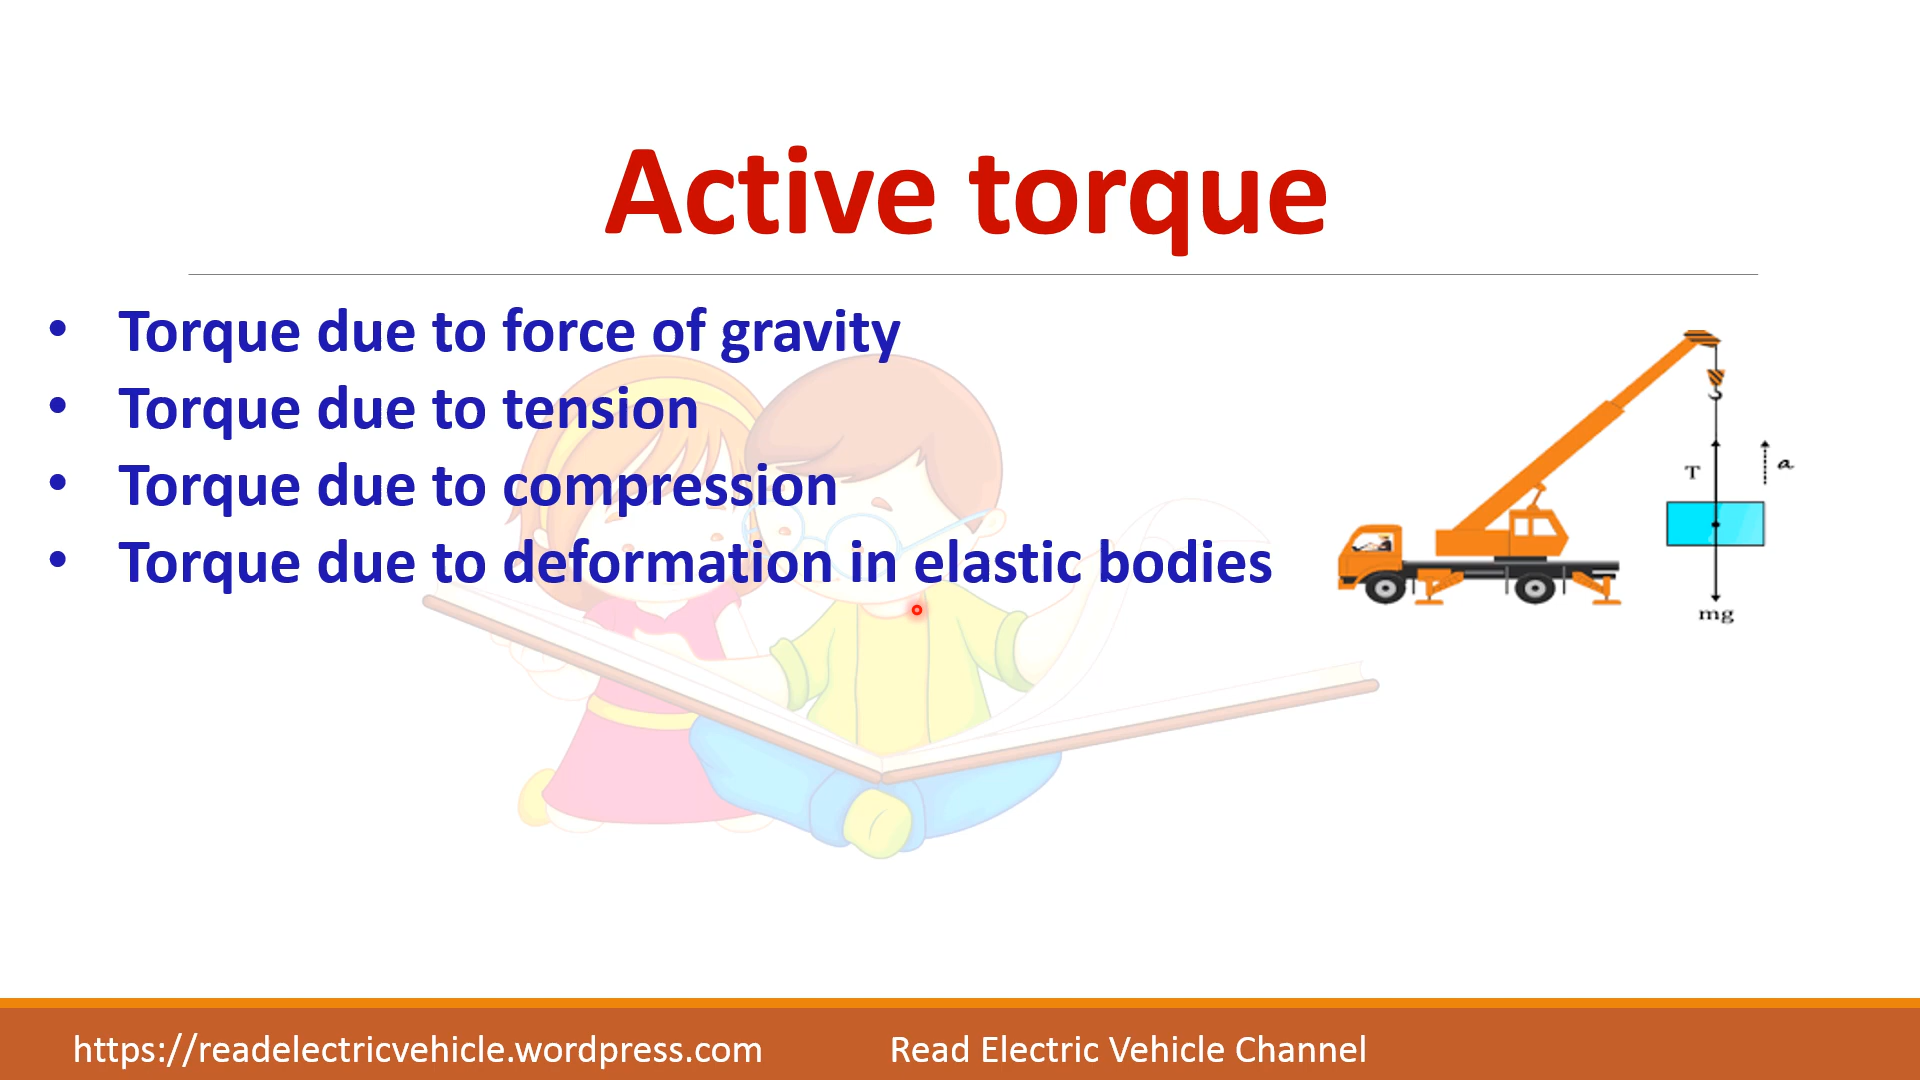 Active torque
• Torque due to force of gravity
• Torque due to tension
• Torque due to compression
• Torque due to deformation in elastic bodies
T
a
mg
https://readelectricvehicle.wordpress.com
Read Electric Vehicle Channel